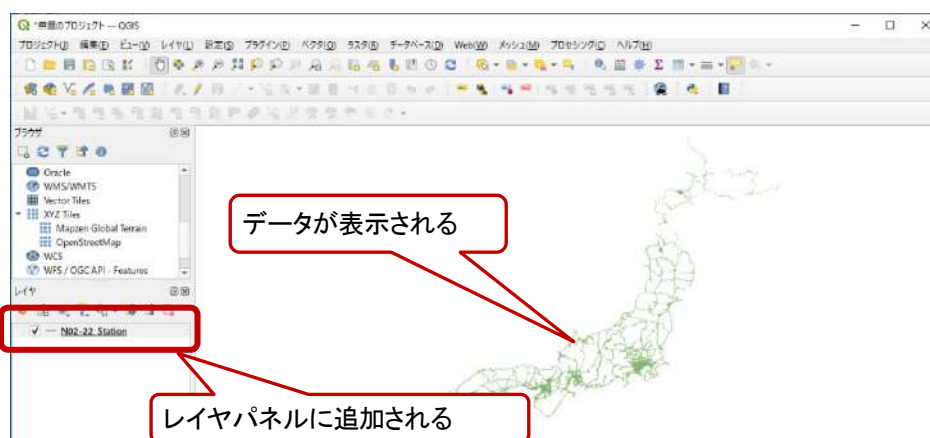 *無題のプロジェクト — QGIS
プロジェクト(J) 編集(E) ビュー(V) レイヤ(L) 設定(S) プラグイン(P) ベクタ(O) ラスタ(R) データベース(D) Web(W) メッシュ(M) プロセシング(C) ヘルプ(H)
ブラウザ
Oracle
WMS/WMTS
Vector Tiles
XYZ Tiles
Mapzen Global Terrain
OpenStreetMap
WCS
WFS / OGC API - Features
データが表示される
レイヤ
N02-22_Station
レイヤパネルに追加される